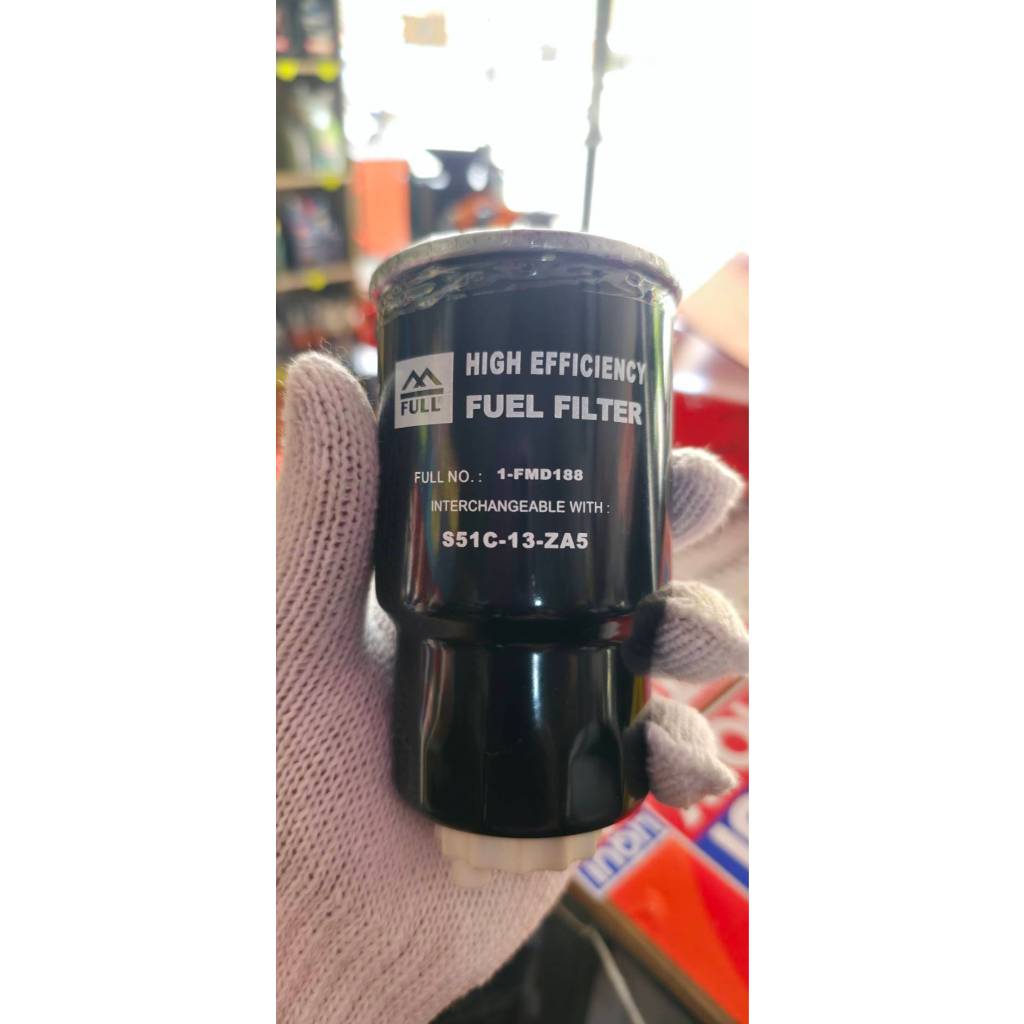 HIGH EFFICIENCY
FULL
FUEL FILTER
FULL NO. : 1-FMD188
INTERCHANGEABLE WITH :
S51C-13-ZA5